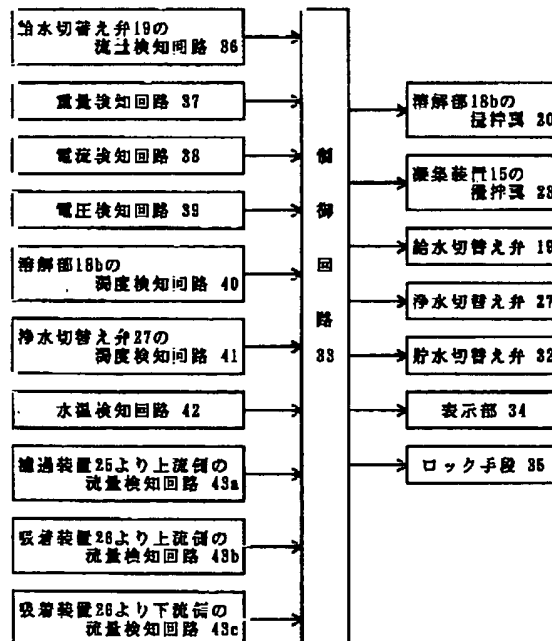 給水切替え弁19の
流量検知回路 36
重量検知回路 37
電流検知回路 38
電圧検知回路 39
溶解部18bの
濁度検知回路 40
浄水切替え弁27の
濁度検知回路 41
水温検知回路 42
濾過装置25より上流側の
流量検知回路 43a
吸着装置26より上流側の
流量検知回路 43b
吸着装置26より下流側の
流量検知回路 43c
制
御
回
路
33
溶解部18bの
撹拌翼 20
凝集装置15の
撹拌翼 23
給水切替え弁 19
浄水切替え弁 27
貯水切替え弁 32
表示部 34
ロック手段 35